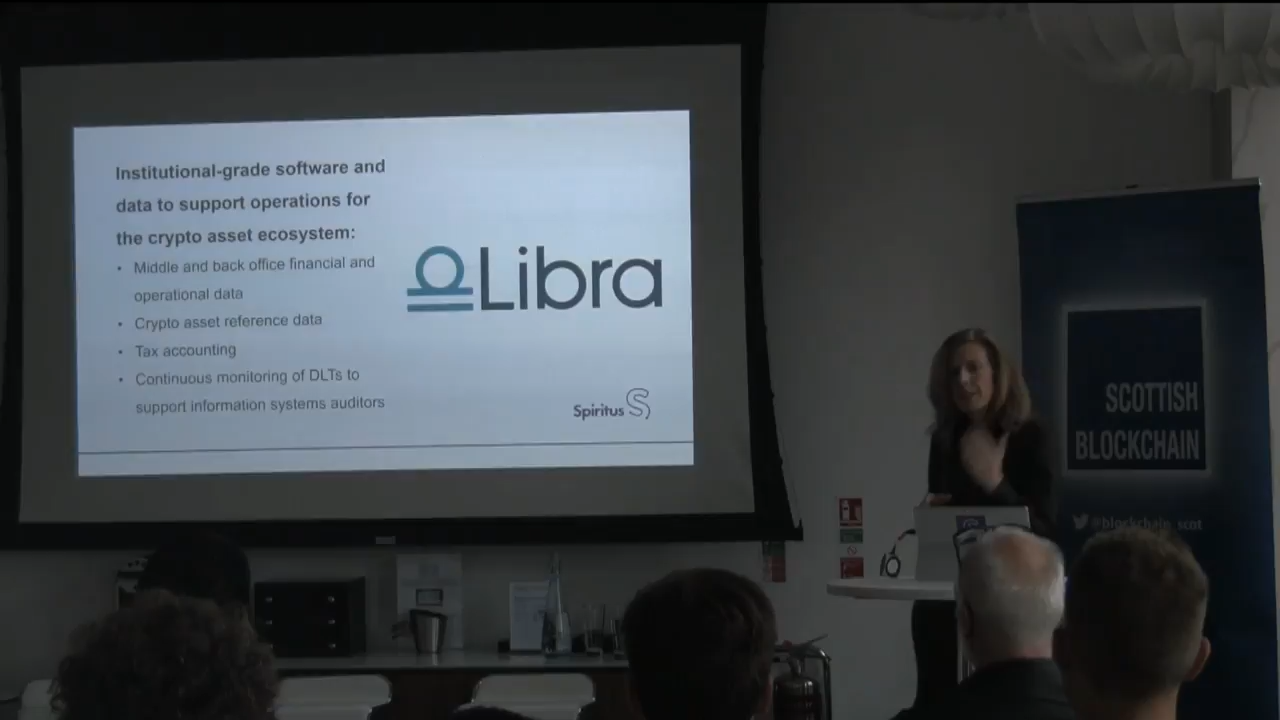 Institutional-grade software and
data to support operations for
the crypto asset ecosystem:
• Middle and back office financial and
operational data
• Crypto asset reference data
• Tax accounting
• Continuous monitoring of DLTs to
support information systems auditors
Libra
Spiritus
SCOTTISH
BLOCKCHAIN
@blockchain_scot